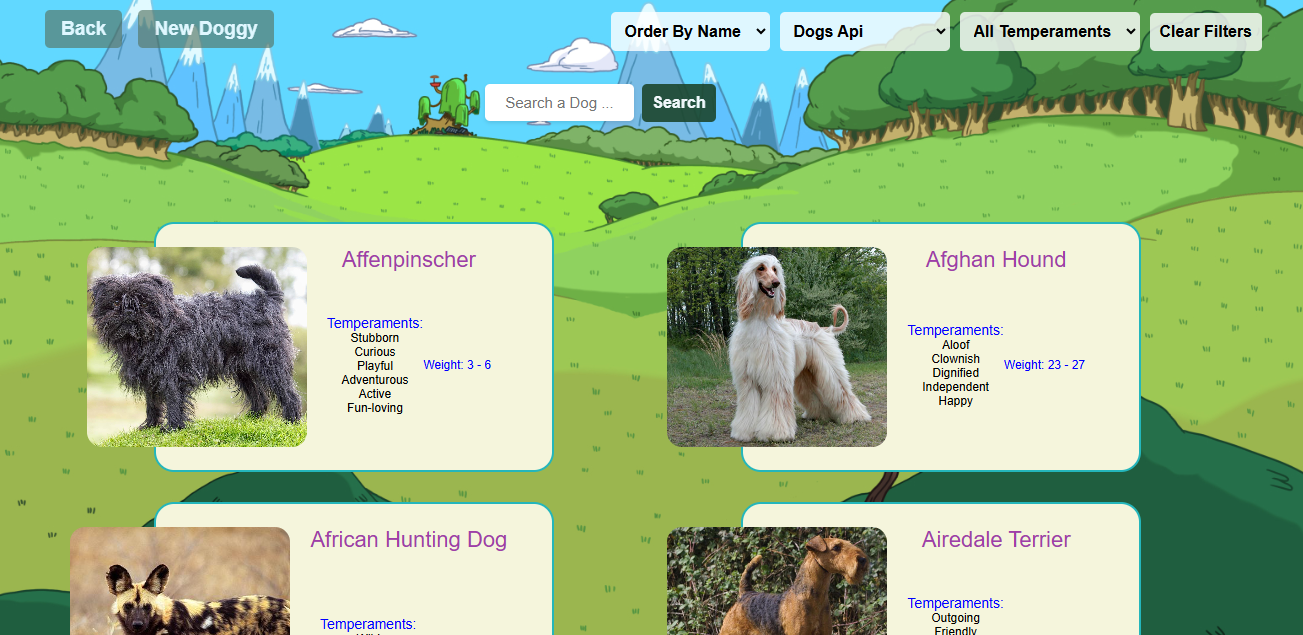 Back
New Doggy
Order By Name
Dogs Api
All Temperaments
Clear Filters
Search a Dog ...
Search
Affenpinscher
Temperaments:
Stubborn
Curious
Playful
Adventurous
Active
Fun-loving
Weight: 3 - 6
Afghan Hound
Temperaments:
Aloof
Clownish
Dignified
Independent
Happy
Weight: 23 - 27
African Hunting Dog
Temperaments:
Airedale Terrier
Temperaments:
Outgoing
Friendly